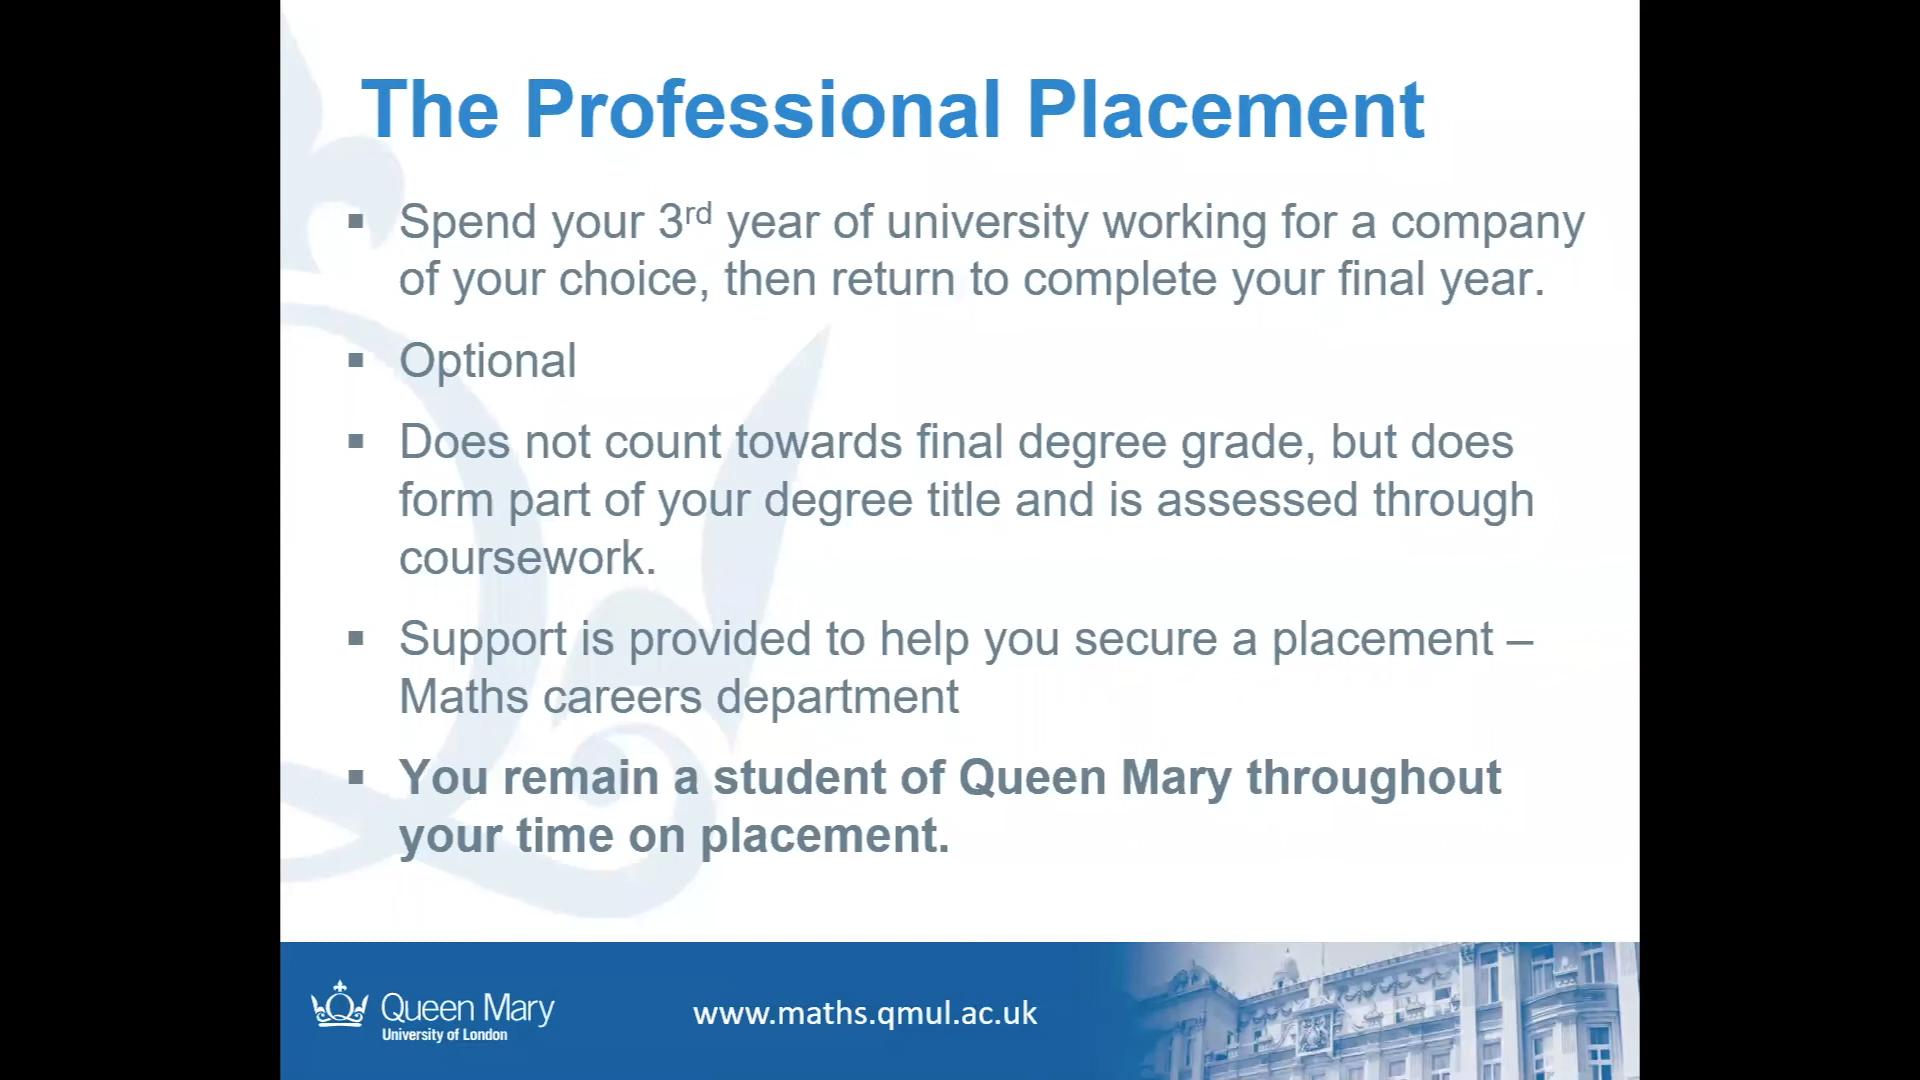 The Professional Placement
▪ Spend your 3rd year of university working for a company
of your choice, then return to complete your final year.
▪ Optional
▪ Does not count towards final degree grade, but does
form part of your degree title and is assessed through
coursework.
▪ Support is provided to help you secure a placement –
Maths careers department
▪ You remain a student of Queen Mary throughout
your time on placement.
Queen Mary
University of London
www.maths.qmul.ac.uk